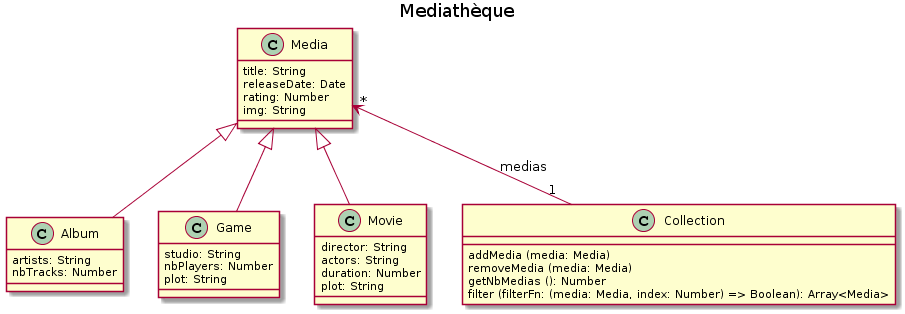 Mediathèque
C Media
title: String
releaseDate: Date
rating: Number
img: String
*
medias
1
C Album
artists: String
nbTracks: Number
C Game
studio: String
nbPlayers: Number
plot: String
C Movie
director: String
actors: String
duration: Number
plot: String
C Collection
addMedia (media: Media)
removeMedia (media: Media)
getNbMedias (): Number
filter (filterFn: (media: Media, index: Number) => Boolean): Array<Media>